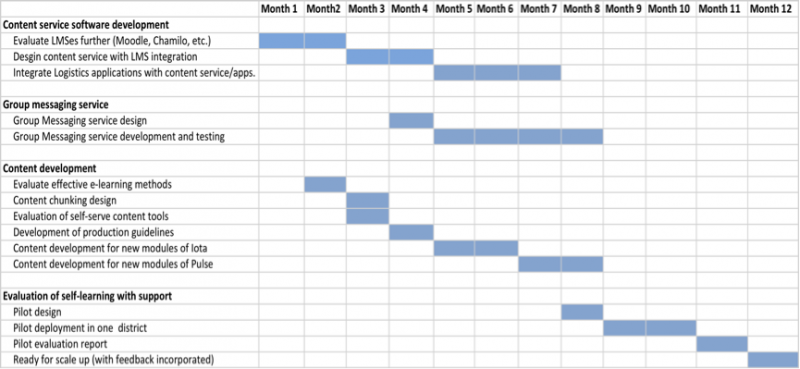 Month 1 Month2 Month 3 Month 4 Month 5 Month 6 Month 7 Month 8 Month 9 Month 10 Month 11 Month 12
Content service software development
Evaluate LMSes further (Moodle, Chamilo, etc.)
Desgin content service with LMS integration
Integrate Logistics applications with content service/apps.
Group messaging service
Group Messaging service design
Group Messaging service development and testing
Content development
Evaluate effective e-learning methods
Content chunking design
Evaluation of self-serve content tools
Development of production guidelines
Content development for new modules of Iota
Content development for new modules of Pulse
Evaluation of self-learning with support
Pilot design
Pilot deployment in one district
Pilot evaluation report
Ready for scale up (with feedback incorporated)